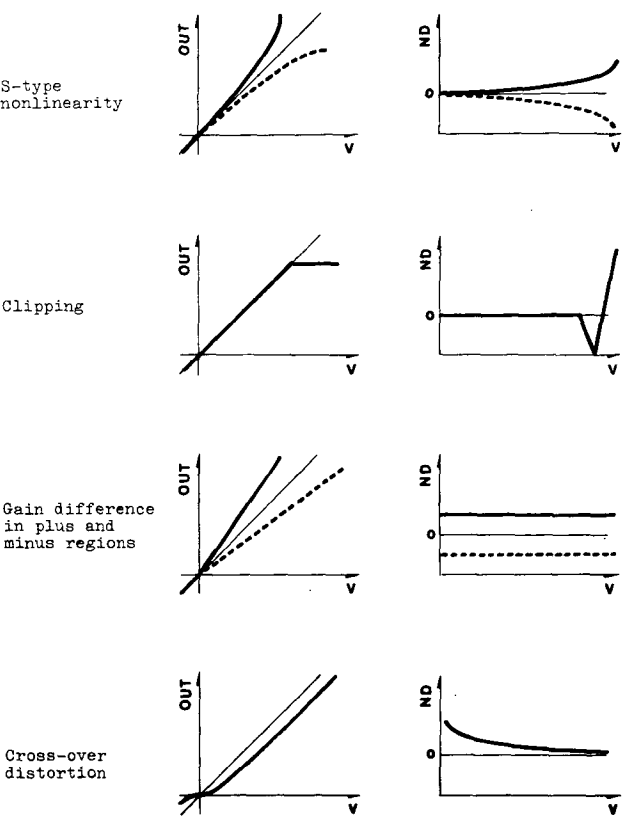 S-type
nonlinearity
OUT
V
ND
0
V
Clipping
OUT
V
ND
0
V
Gain difference
in plus and
minus regions
OUT
V
ND
0
V
Cross-over
distortion
OUT
V
ND
0
V